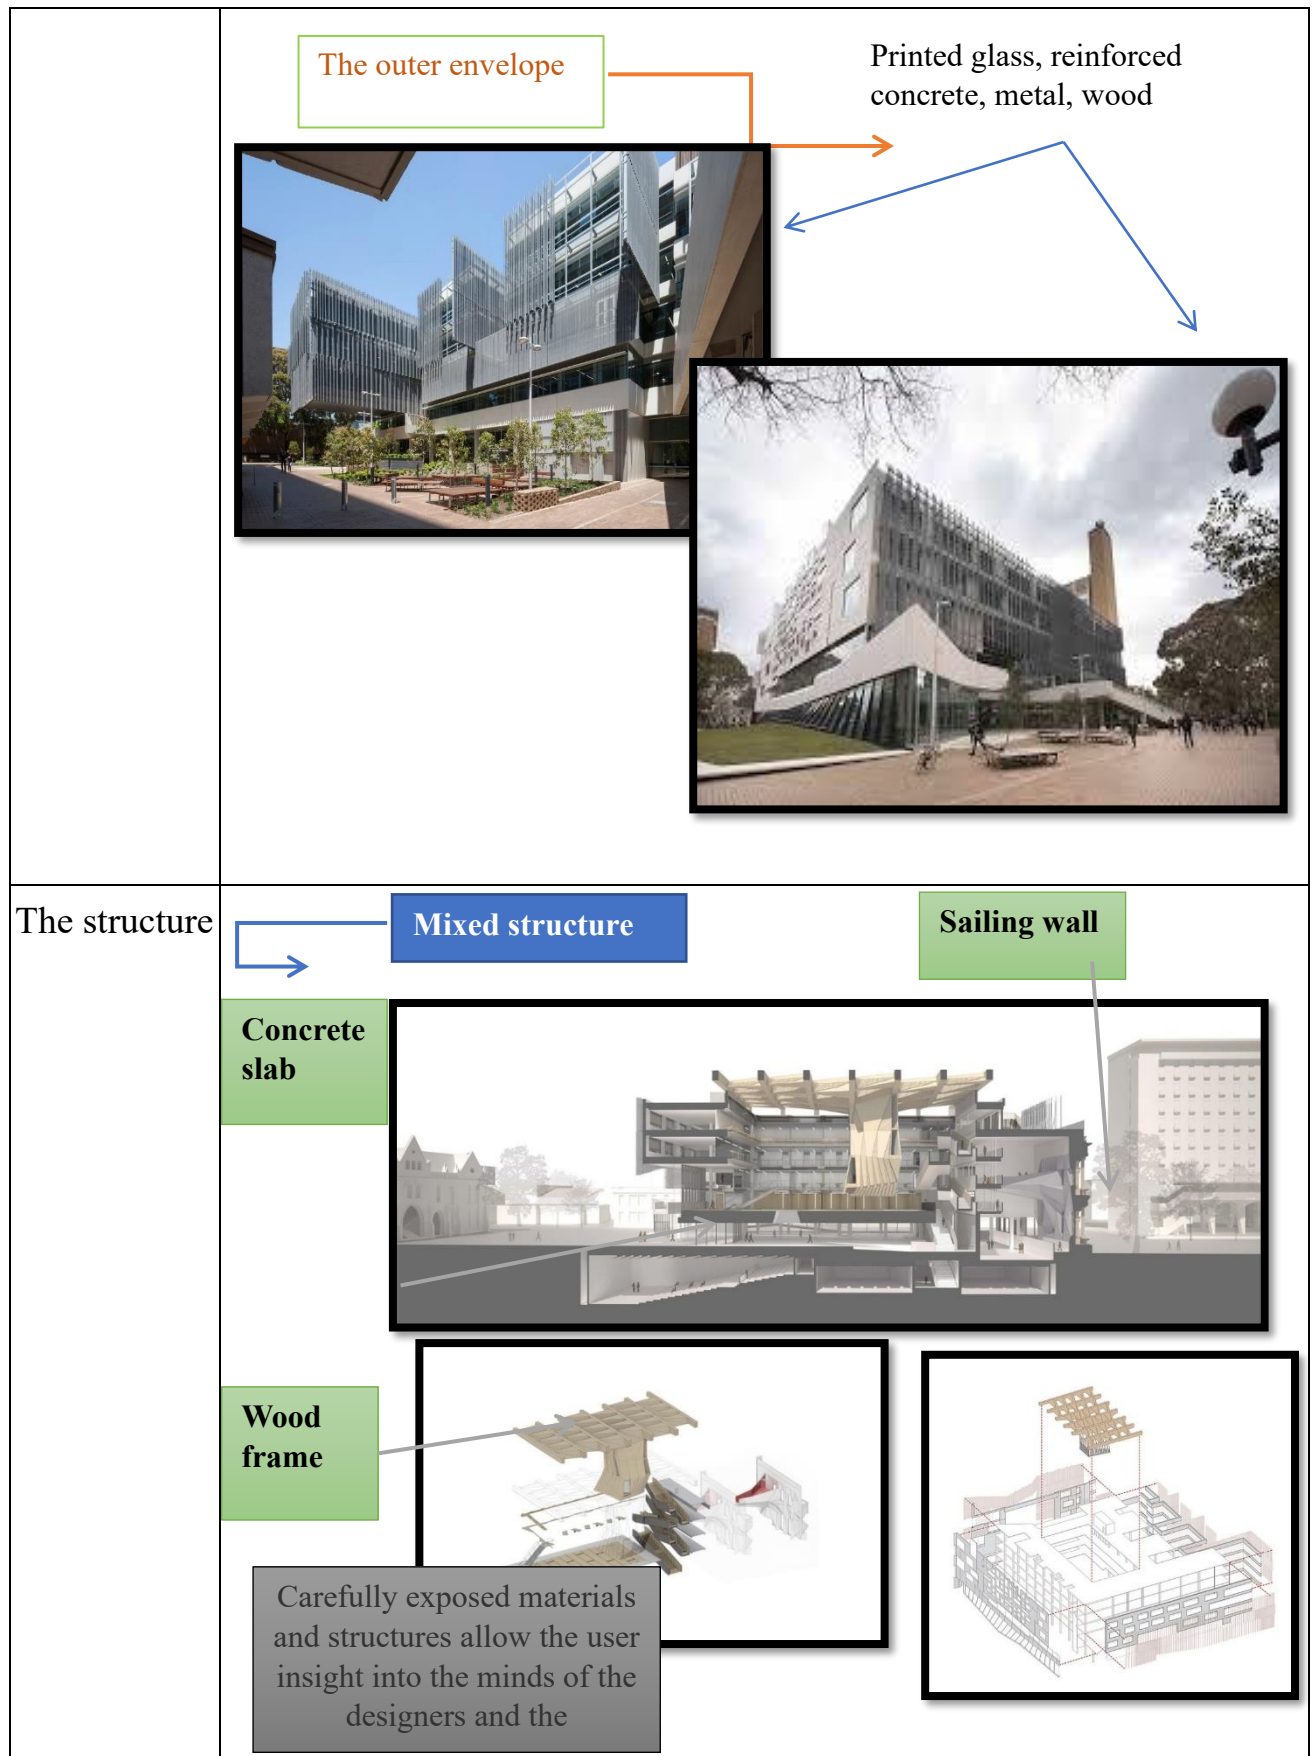 The outer envelope
Printed glass, reinforced
concrete, metal, wood
The structure
Mixed structure
Sailing wall
Concrete
slab
Wood
frame
Carefully exposed materials
and structures allow the user
insight into the minds of the
designers and the